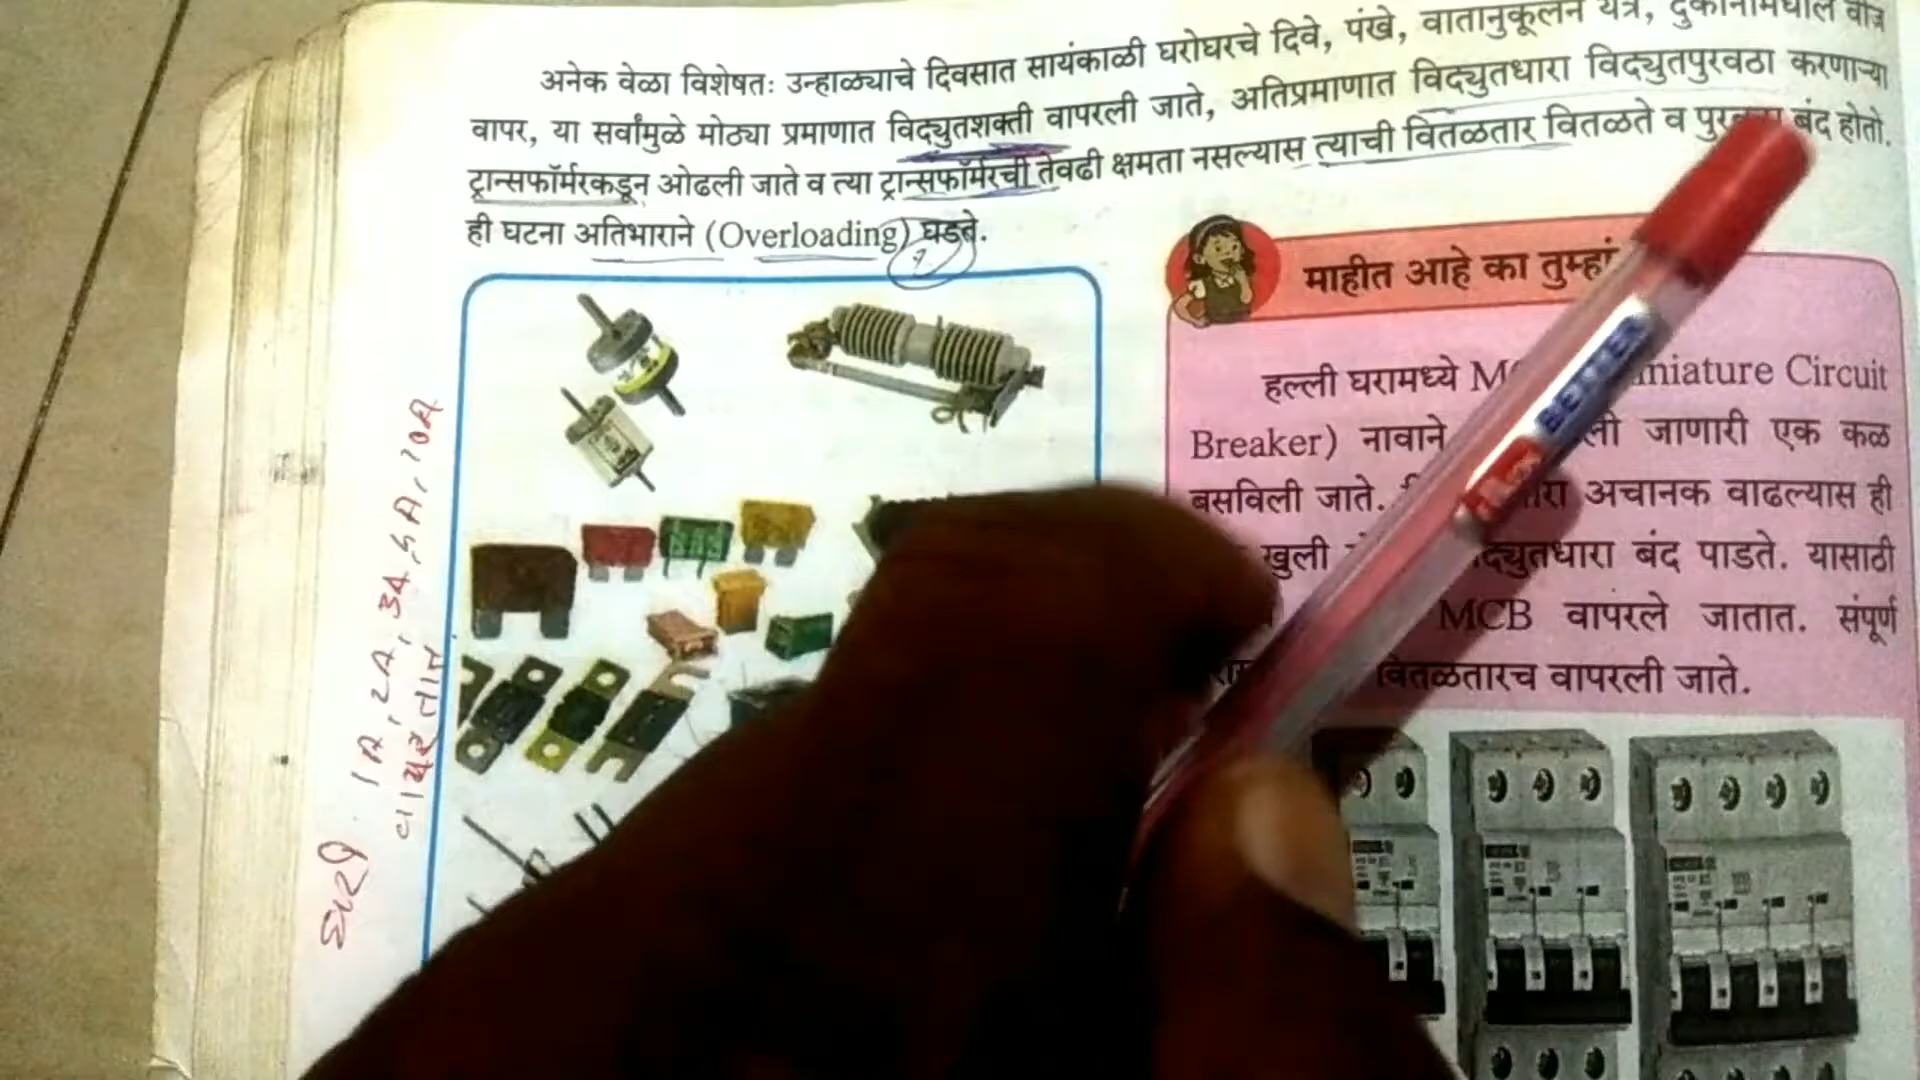 अनेक वेळा विशेषतः उन्हाळ्याचे दिवसात सायंकाळी घरोघरचे दिवे, पंखे, वातानुकूलन यंत्रे, दुकानांमधील वीज
वापर, या सर्वांमुळे मोठ्या प्रमाणात विद्युतशक्ती वापरली जाते, अतिप्रमाणात विद्युतधारा विद्युतपुरवठा करणाऱ्या
ट्रान्सफॉर्मरकडून ओढली जाते व त्या ट्रान्सफॉर्मरची तेवढी क्षमता नसल्यास त्याची वितळतार वितळते व बंद होतो.
ही घटना अतिभाराने (Overloading) घडते.
माहीत आहे का तुम्हां
हल्ली घरामध्ये Miniature Circuit
Breaker) नावाने जाणारी एक कळ
बसविली जाते. अचानक वाढल्यास ही
खुली विद्युतधारा बंद पाडते. यासाठी
MCB वापरले जातात. संपूर्ण
वितळतारच वापरली जाते.
1A, 2A, 3A, 5A, 10A
BETTER